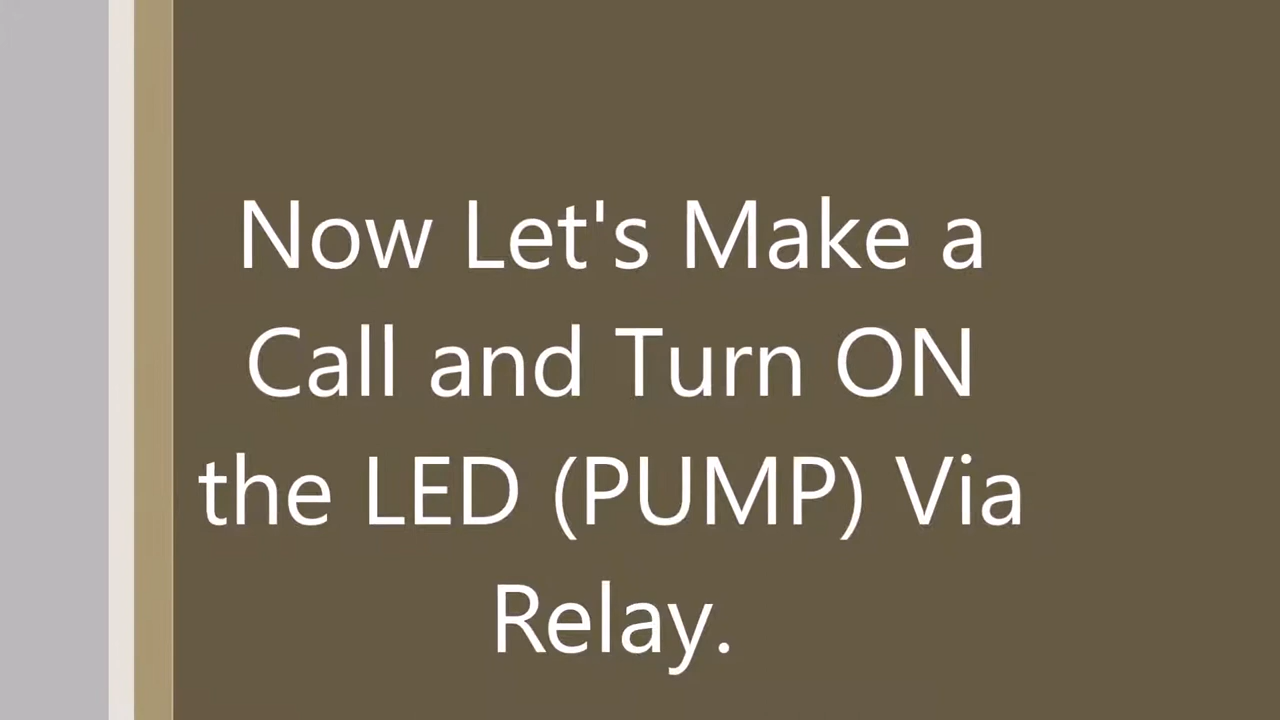 Now Let's Make a
Call and Turn ON
the LED (PUMP) Via
Relay.